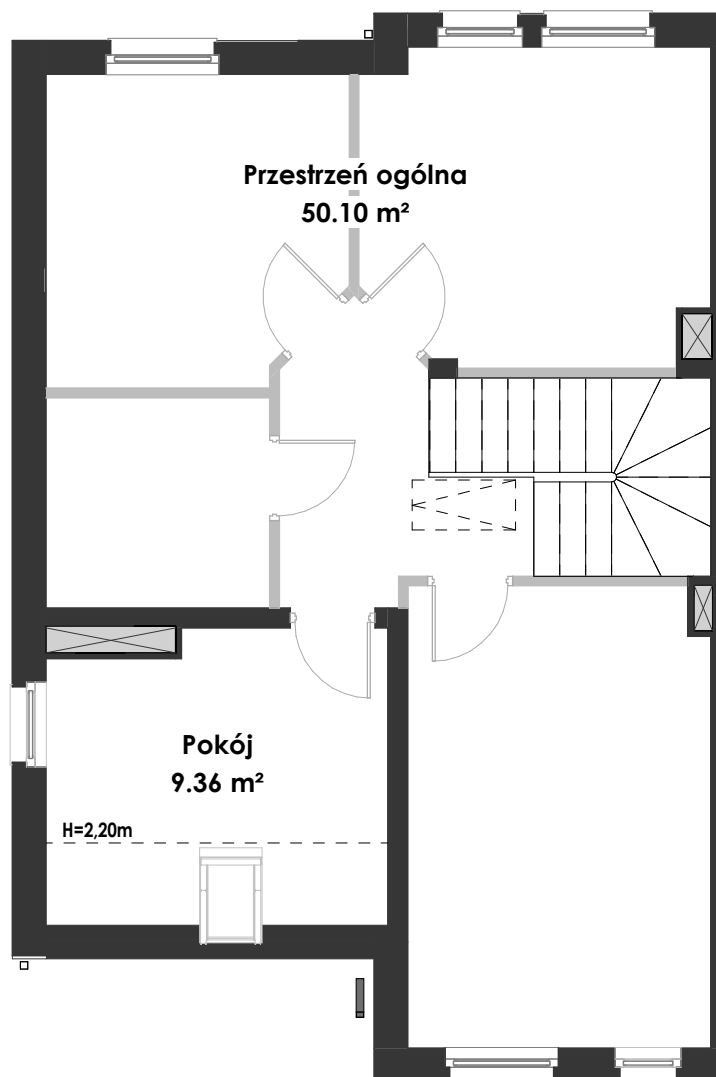 Przestrzeń ogólna
50.10 m²
Pokój
9.36 m²
H=2,20m